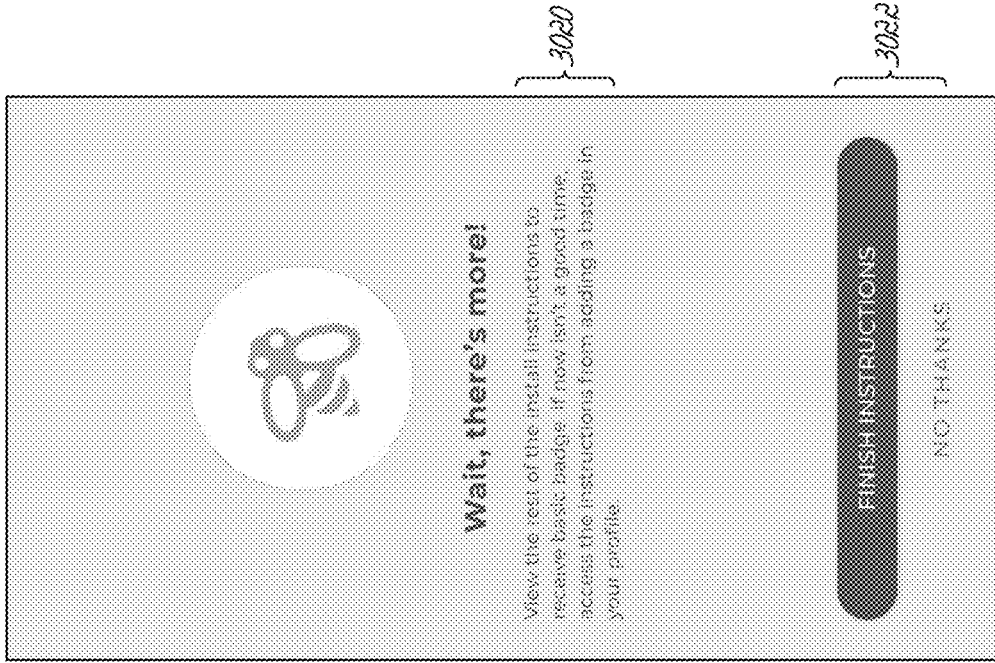 Wait, there's more!
View the rest of the install instructions to
receive basic badge if now isn't a good time,
access the instructions from adding a badge in
your profile.
3020
FINISH INSTRUCTIONS
NO THANKS
3022